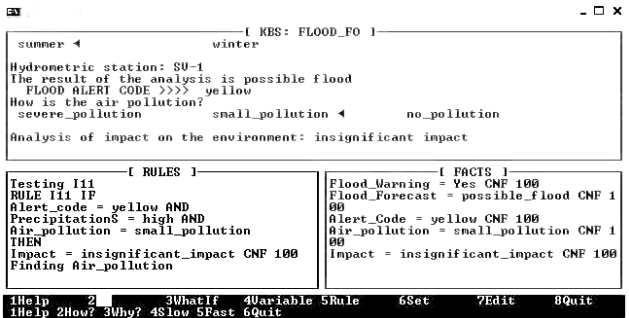 [ KBS: FLOOD_FO ]
summer ◄ winter
Hydrometric station: SV-1
The result of the analysis is possible flood
FLOOD ALERT CODE >>>> yellow
How is the air pollution?
severe_pollution small_pollution ◄ no_pollution
Analysis of impact on the environment: insignificant impact
[ RULES ]
Testing I11
RULE I11 IF
Alert_code = yellow AND
PrecipitationS = high AND
Air_pollution = small_pollution
THEN
Impact = insignificant_impact CNF 100
Finding Air_pollution
[ FACTS ]
Flood_Warning = Yes CNF 100
Flood_Forecast = possible_flood CNF 1
00
Alert_Code = yellow CNF 100
Air_pollution = small_pollution CNF 1
00
Impact = insignificant_impact CNF 100
1Help 2 3WhatIf 4Variable 5Rule 6Set 7Edit 8Quit
1Help 2How? 3Why? 4Slow 5Fast 6Quit